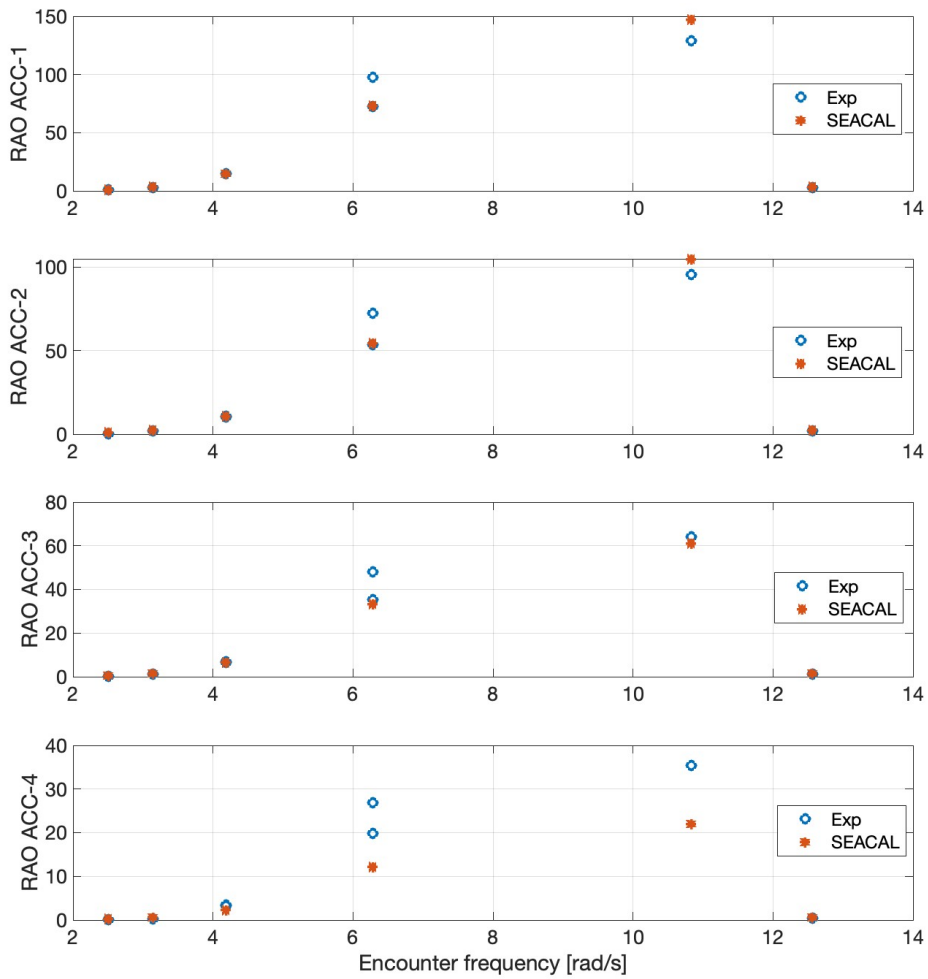 150
100
50
0
RAO ACC-1
Exp
SEACAL
2 4 6 8 10 12 14
100
50
0
RAO ACC-2
Exp
SEACAL
2 4 6 8 10 12 14
80
60
40
20
0
RAO ACC-3
Exp
SEACAL
2 4 6 8 10 12 14
40
30
20
10
0
RAO ACC-4
Exp
SEACAL
2 4 6 8 10 12 14
Encounter frequency [rad/s]